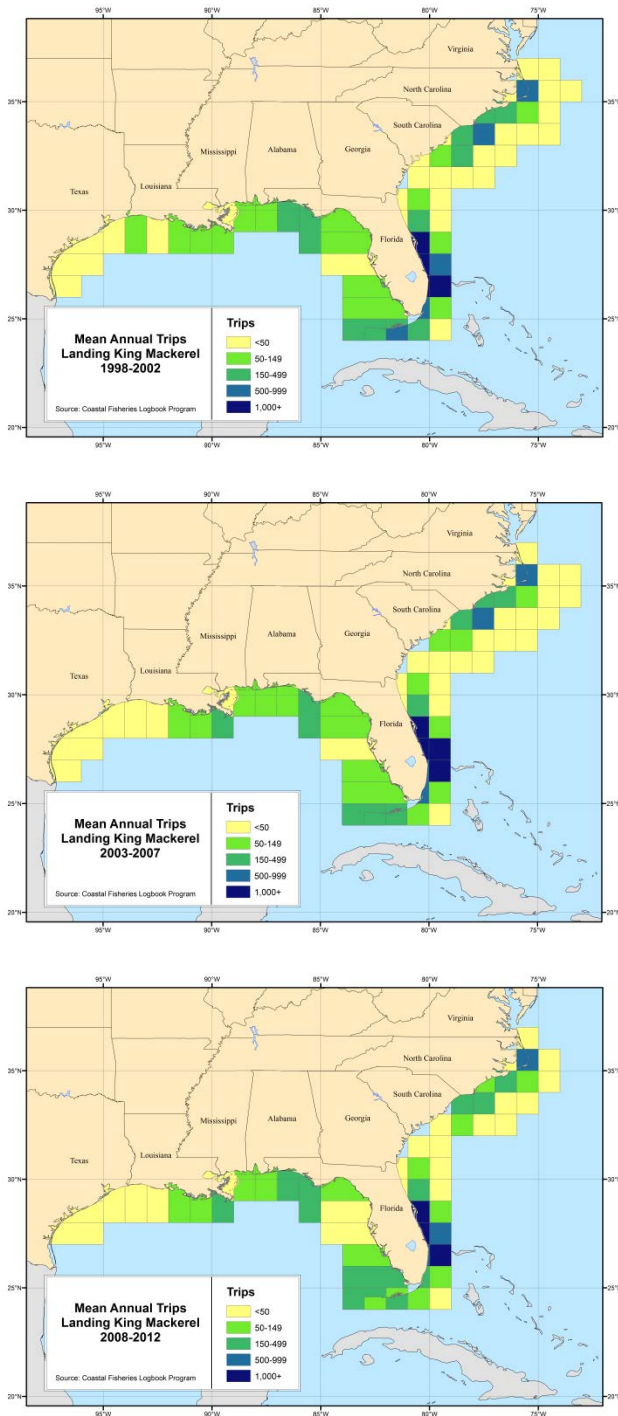 95°W 90°W 85°W 80°W 75°W
Virginia
35°N 35°N
North Carolina
South Carolina
Mississippi Alabama Georgia
Texas Louisiana
30°N 30°N
Florida
25°N 25°N
Mean Annual Trips
Landing King Mackerel
1998-2002
Source: Coastal Fisheries Logbook Program
Trips
<50
50-149
150-499
500-999
1,000+
20°N 20°N
95°W 90°W 85°W 80°W 75°W
95°W 90°W 85°W 80°W 75°W
Virginia
35°N 35°N
North Carolina
South Carolina
Mississippi Alabama Georgia
Texas Louisiana
30°N 30°N
Florida
25°N 25°N
Mean Annual Trips
Landing King Mackerel
2003-2007
Source: Coastal Fisheries Logbook Program
Trips
<50
50-149
150-499
500-999
1,000+
20°N 20°N
95°W 90°W 85°W 80°W 75°W
95°W 90°W 85°W 80°W 75°W
Virginia
35°N 35°N
North Carolina
South Carolina
Mississippi Alabama Georgia
Texas Louisiana
30°N 30°N
Florida
25°N 25°N
Mean Annual Trips
Landing King Mackerel
2008-2012
Source: Coastal Fisheries Logbook Program
Trips
<50
50-149
150-499
500-999
1,000+
20°N 20°N
95°W 90°W 85°W 80°W 75°W